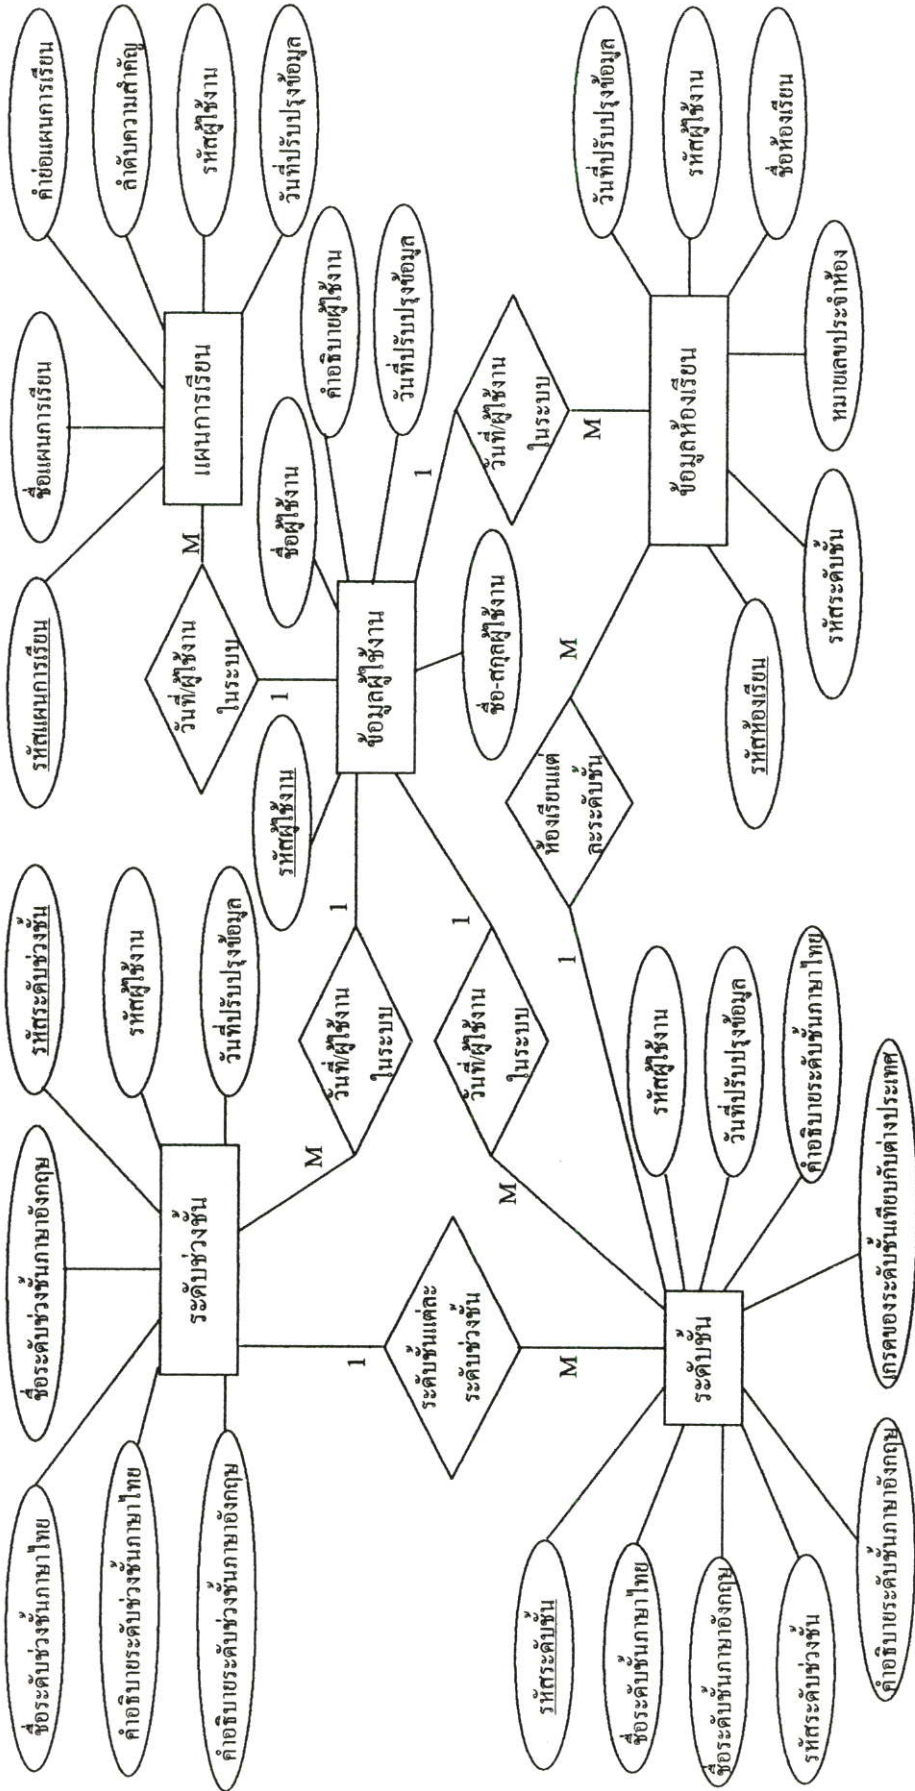 ชื่อระดับช่วงชั้นภาษาไทย
ชื่อระดับช่วงชั้นภาษาอังกฤษ
รหัสระดับช่วงชั้น
คำอธิบายระดับช่วงชั้นภาษาไทย
รหัสผู้ใช้งาน
คำอธิบายระดับช่วงชั้นภาษาอังกฤษ
วันที่ปรับปรุงข้อมูล
ระดับช่วงชั้น
รหัสแผนการเรียน
ชื่อแผนการเรียน
คำย่อแผนการเรียน
ลำดับความสำคัญ
รหัสผู้ใช้งาน
วันที่ปรับปรุงข้อมูล
แผนการเรียน
M
วันที่/ผู้ใช้งาน
ในระบบ
1
รหัสผู้ใช้งาน
ชื่อผู้ใช้งาน
คำอธิบายผู้ใช้งาน
วันที่ปรับปรุงข้อมูล
ข้อมูลผู้ใช้งาน
ชื่อ-สกุลผู้ใช้งาน
M
วันที่/ผู้ใช้งาน
ในระบบ
1
1
ระดับชั้นแต่ละ
ระดับช่วงชั้น
M
M
วันที่/ผู้ใช้งาน
ในระบบ
1
1
วันที่/ผู้ใช้งาน
ในระบบ
M
1
ห้องเรียนแต่
ละระดับชั้น
M
รหัสระดับชั้น
ชื่อระดับชั้นภาษาไทย
ชื่อระดับชั้นภาษาอังกฤษ
รหัสระดับช่วงชั้น
คำอธิบายระดับชั้นภาษาอังกฤษ
ระดับชั้น
รหัสผู้ใช้งาน
วันที่ปรับปรุงข้อมูล
คำอธิบายระดับชั้นภาษาไทย
เกรดของระดับชั้นเทียบกับต่างประเทศ
วันที่ปรับปรุงข้อมูล
รหัสผู้ใช้งาน
ชื่อห้องเรียน
ข้อมูลห้องเรียน
รหัสห้องเรียน
รหัสระดับชั้น
หมายเลขประจำห้อง